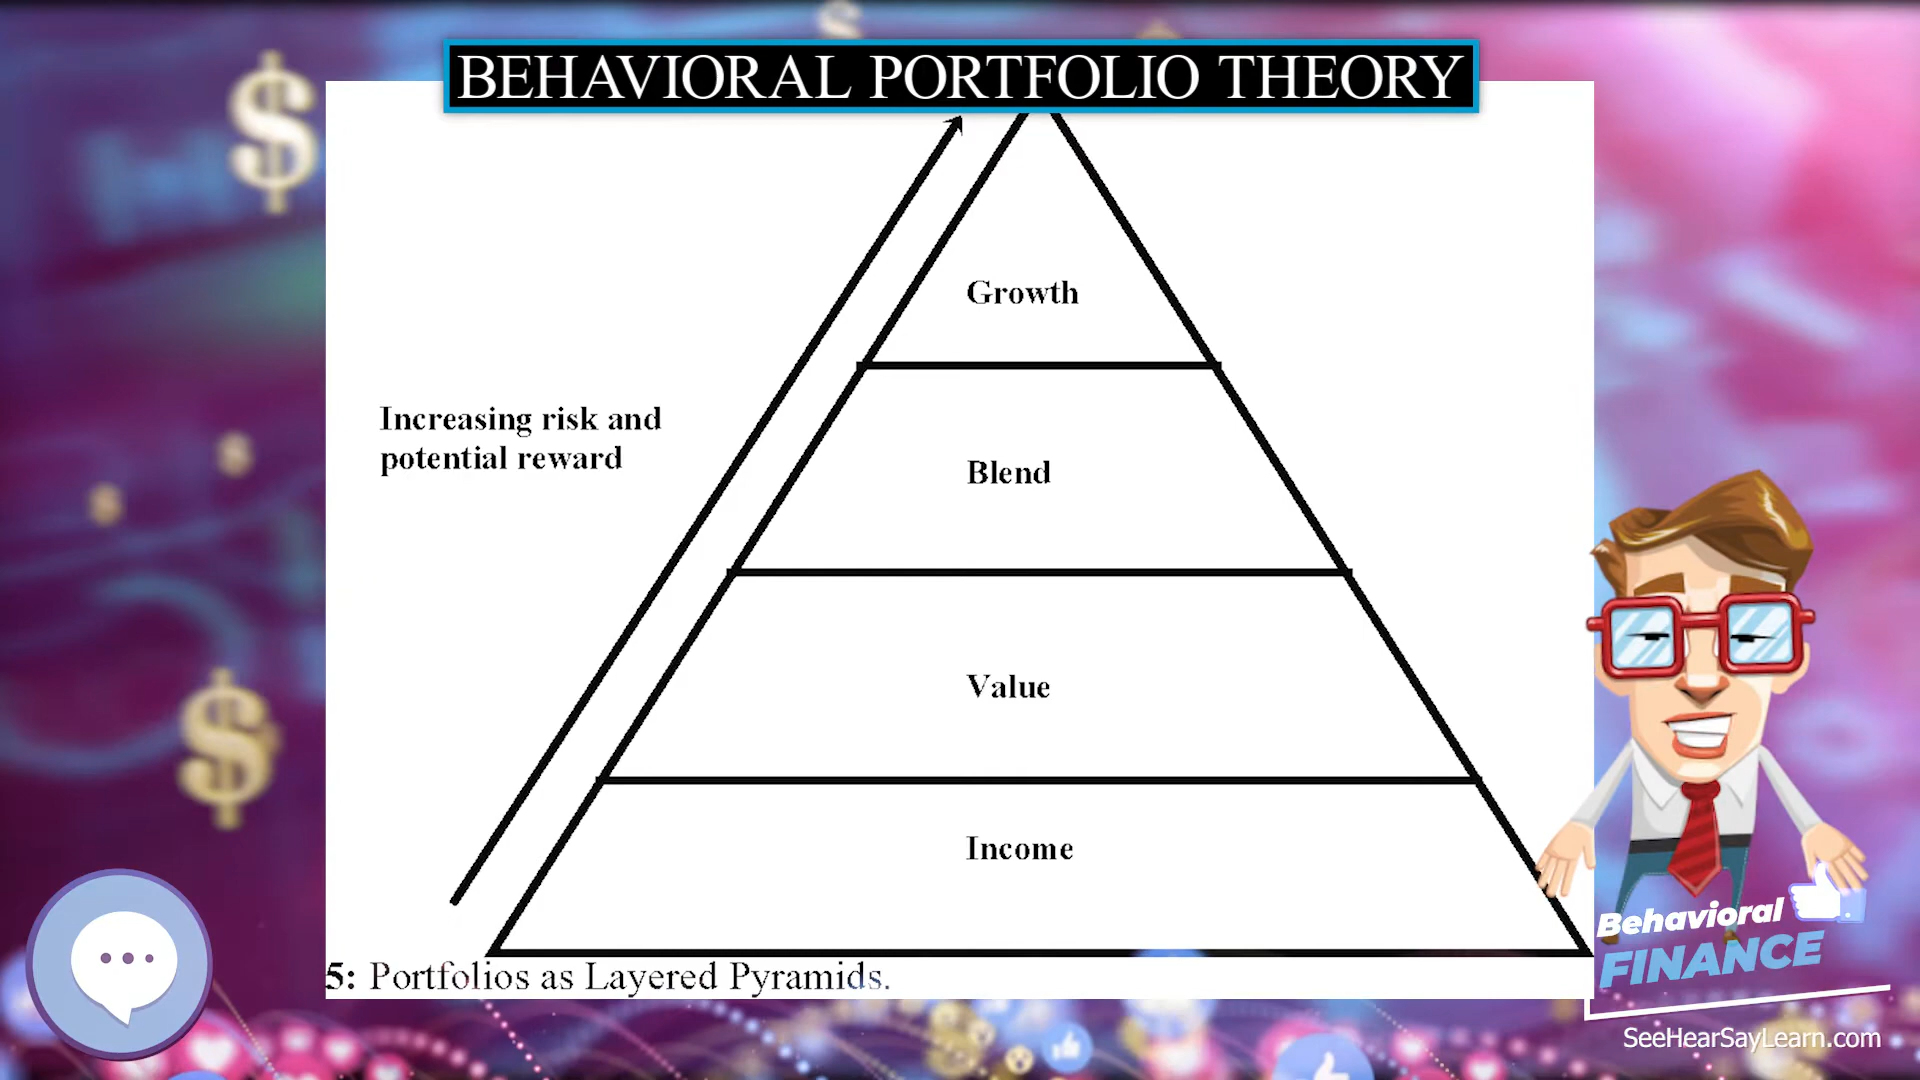 BEHAVIORAL PORTFOLIO THEORY
Growth
Increasing risk and
potential reward
Blend
Value
Income
5: Portfolios as Layered Pyramids.
Behavioral
FINANCE
SeeHearSayLearn.com